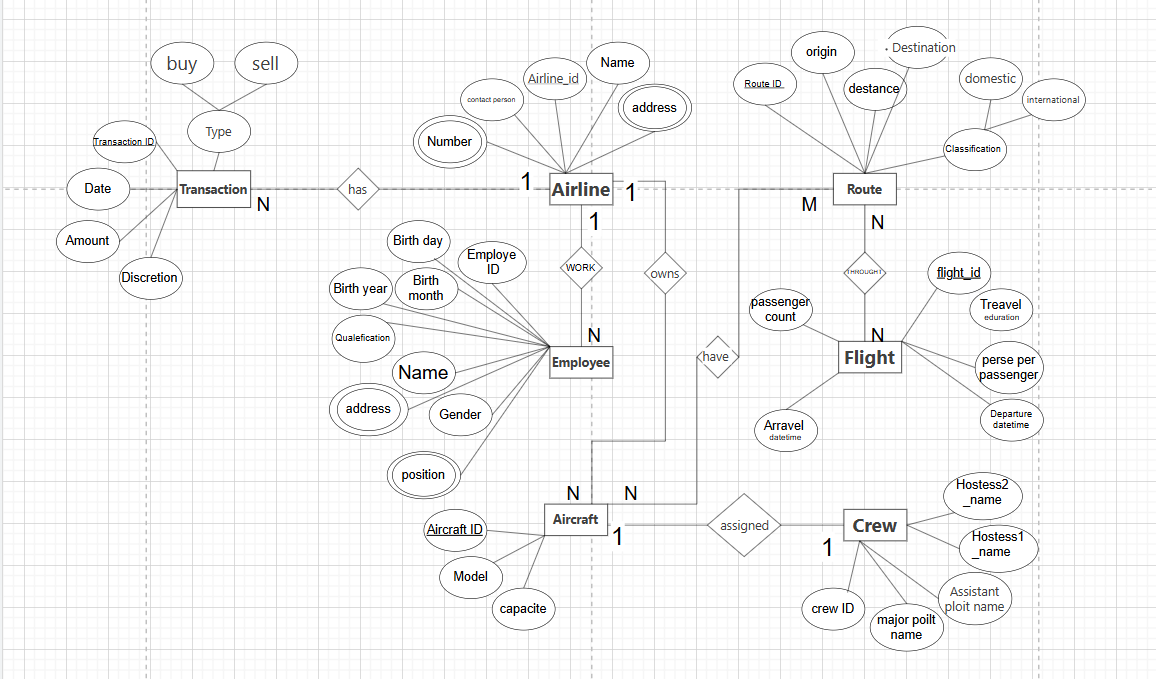 buy
sell
Type
Transaction ID
Date
Amount
Discretion
Transaction
N
has
1
contact person
Airline_id
Name
Number
address
Airline
1
1
WORK
owns
N
Birth day
Employe
ID
Birth year
Birth
month
Qualefication
Name
address
Gender
position
Employee
Route ID
origin
Destination
destance
domestic
international
Classification
Route
M
N
THROUGHT
N
flight_id
passenger
count
Treavel
eduration
Flight
perse per
passenger
Departure
datetime
Arravel
datetime
have
N
N
Aircraft
1
Aircraft ID
Model
capacite
assigned
1
Crew
Hostess2
_name
Hostess1
_name
Assistant
ploit name
major poilt
name
crew ID